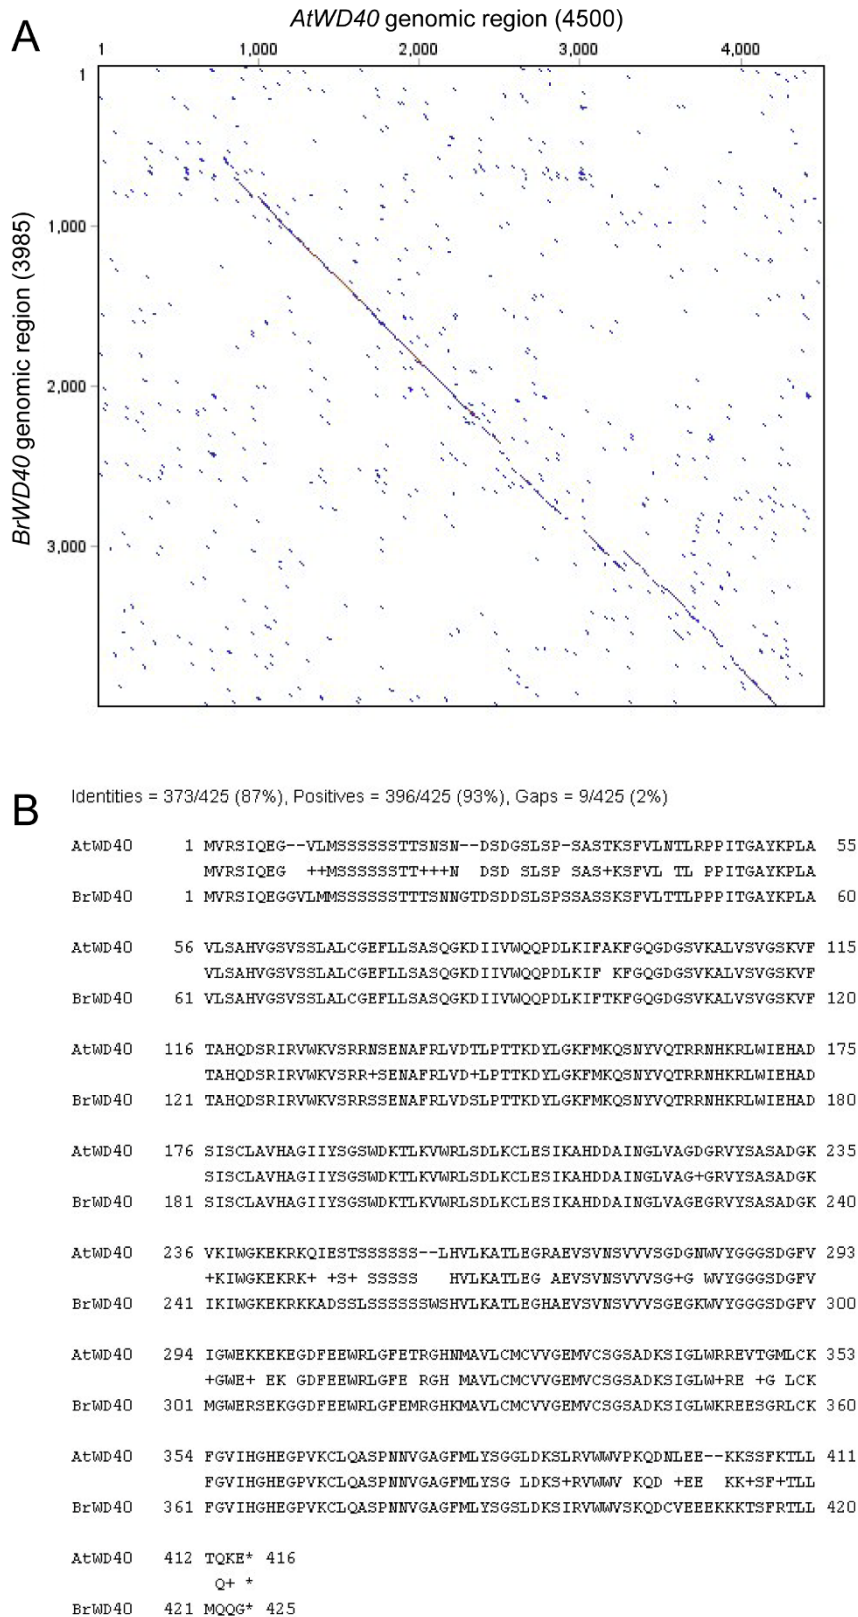 A
AtWD40 genomic region (4500)
1 1,000 2,000 3,000 4,000
1
1,000
2,000
3,000
BrWD40 genomic region (3985)
B
Identities = 373/425 (87%), Positives = 396/425 (93%), Gaps = 9/425 (2%)
AtWD40 1 MVRSIQEG--VLMSSSSSSTTSNSN--DSDGSLSP-SASTKSFVLNTLRPPITGAYKPLA 55
MVRSIQEG ++MSSSSSSTT+++N DSD SLSP SAS+KSFVL TL PPITGAYKPLA
BrWD40 1 MVRSIQEGGVLMMSSSSSSTTTSNNGTDSDDSLSPSSASSKSFVLTTLPPPITGAYKPLA 60
AtWD40 56 VLSAHVGSVSSLALCGEFLLSASQGKDIIVWQQPDLKIFAKFGQGDGSVKALVSVGSKVF 115
VLSAHVGSVSSLALCGEFLLSASQGKDIIVWQQPDLKIF KFGQGDGSVKALVSVGSKVF
BrWD40 61 VLSAHVGSVSSLALCGEFLLSASQGKDIIVWQQPDLKIFTKFGQGDGSVKALVSVGSKVF 120
AtWD40 116 TAHQDSRIRVWKVSRRNSENAFRLVDTLPTTKDYLGKFMKQSNYVQTRRNHKRLWIEHAD 175
TAHQDSRIRVWKVSRR+SENAFRLVD+LPTTKDYLGKFMKQSNYVQTRRNHKRLWIEHAD
BrWD40 121 TAHQDSRIRVWKVSRRSSENAFRLVDSLPTTKDYLGKFMKQSNYVQTRRNHKRLWIEHAD 180
AtWD40 176 SISCLAVHAGIIYSGSWDKTLKVWRLSDLKCLESIKAHDDAINGLVAGDGRVYSASADGK 235
SISCLAVHAGIIYSGSWDKTLKVWRLSDLKCLESIKAHDDAINGLVAG+GRVYSASADGK
BrWD40 181 SISCLAVHAGIIYSGSWDKTLKVWRLSDLKCLESIKAHDDAINGLVAGEGRVYSASADGK 240
AtWD40 236 VKIWGKEKRKQIESTSSSSSSS--LHVLKATLEGRAEVSVNSVVVSGDGNWVYGGGSDGFV 293
+KIWGKEKRK+ +S+ SSSSS HVLKATLEG AEVSVNSVVVSG+G WVYGGGSDGFV
BrWD40 241 IKIWGKEKRKKADSSLSSSSSSWSHVLKATLEGHAEVSVNSVVVSGEGKWVYGGGSDGFV 300
AtWD40 294 IGWEKKEKEGDFEEWRLGFETRGHNMAVLCMCVVGEMVCSGSADKSIGLWRREVTGMLCK 353
+GWE+ EK GDFEEWRLGFE RGH MAVLCMCVVGEMVCSGSADKSIGLW+RE +G LCK
BrWD40 301 MGWERSEKGGDFEEWRLGFEMRGHKMAVLCMCVVGEMVCSGSADKSIGLWKREESGRLCK 360
AtWD40 354 FGVIHGHEGPVKCLQASPNNVGAGFMLYSGGLDKSLRVWWVPKQDNLEE--KKSSFKTLL 411
FGVIHGHEGPVKCLQASPNNVGAGFMLYSG LDKS+RVWWV KQD +EE KK+SF+TLL
BrWD40 361 FGVIHGHEGPVKCLQASPNNVGAGFMLYSGSLDKSIRVWWVSKQDCVEEEKKKTSFRTLL 420
AtWD40 412 TQKE* 416
Q+ *
BrWD40 421 MQQG* 425